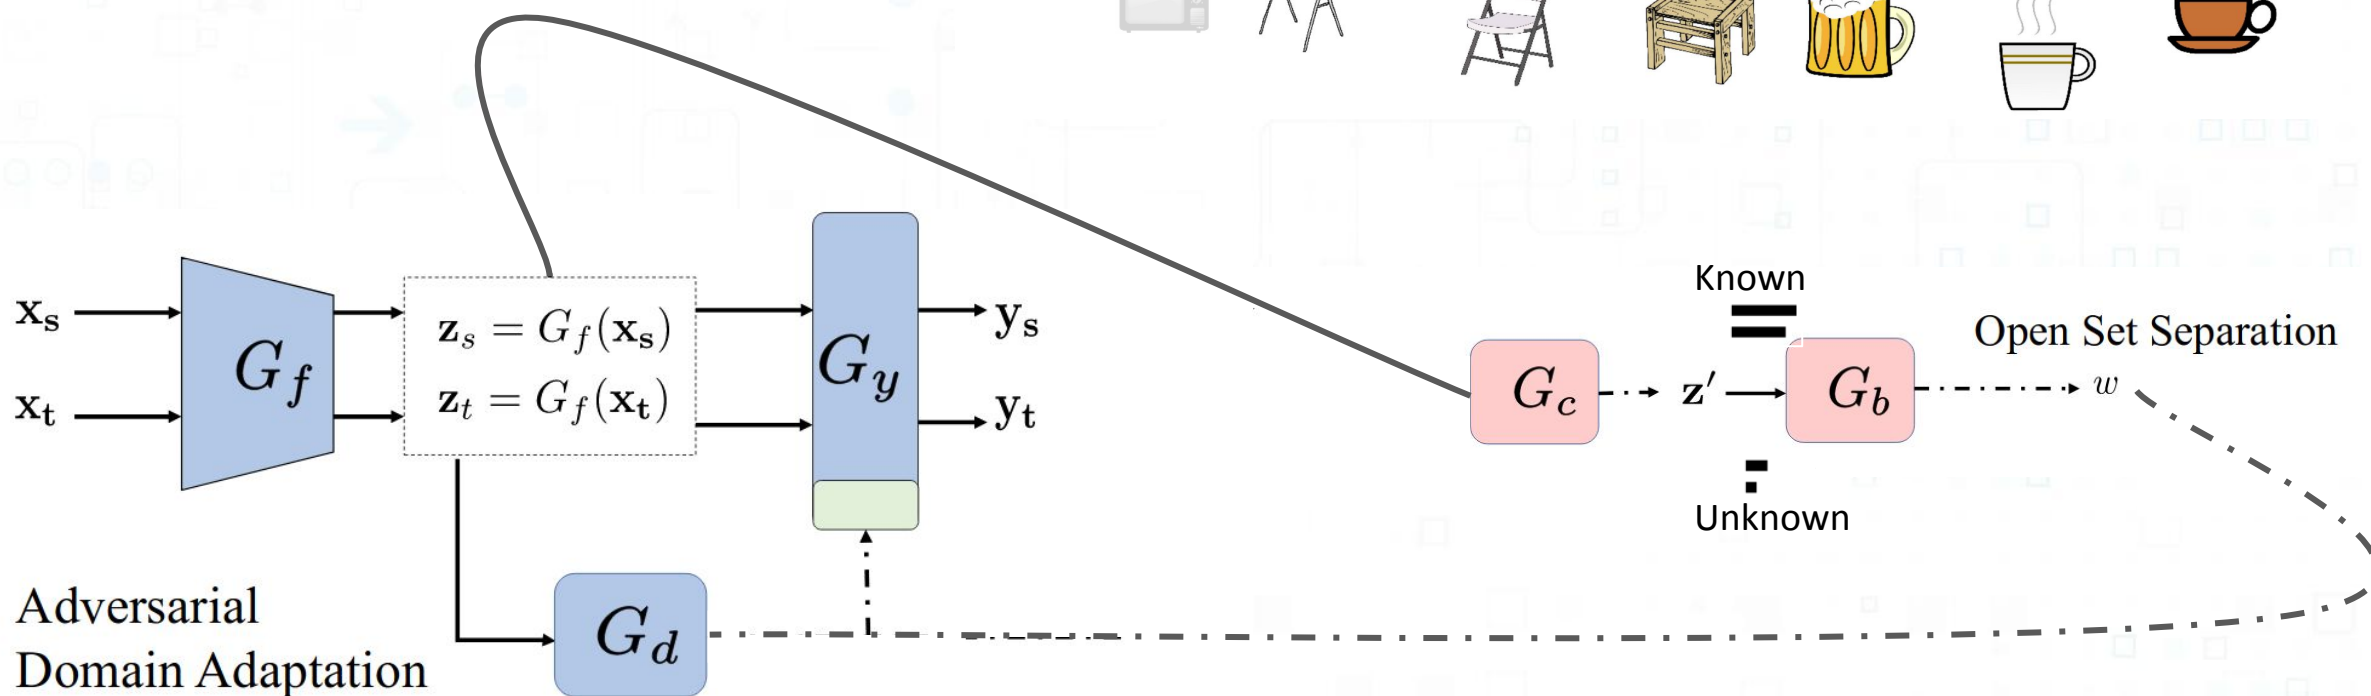 x_s
x_t
G_f
z_s = G_f(x_s)
z_t = G_f(x_t)
G_y
y_s
y_t
G_d
Adversarial
Domain Adaptation
Known
G_c
z′
G_b
Unknown
Open Set Separation
w